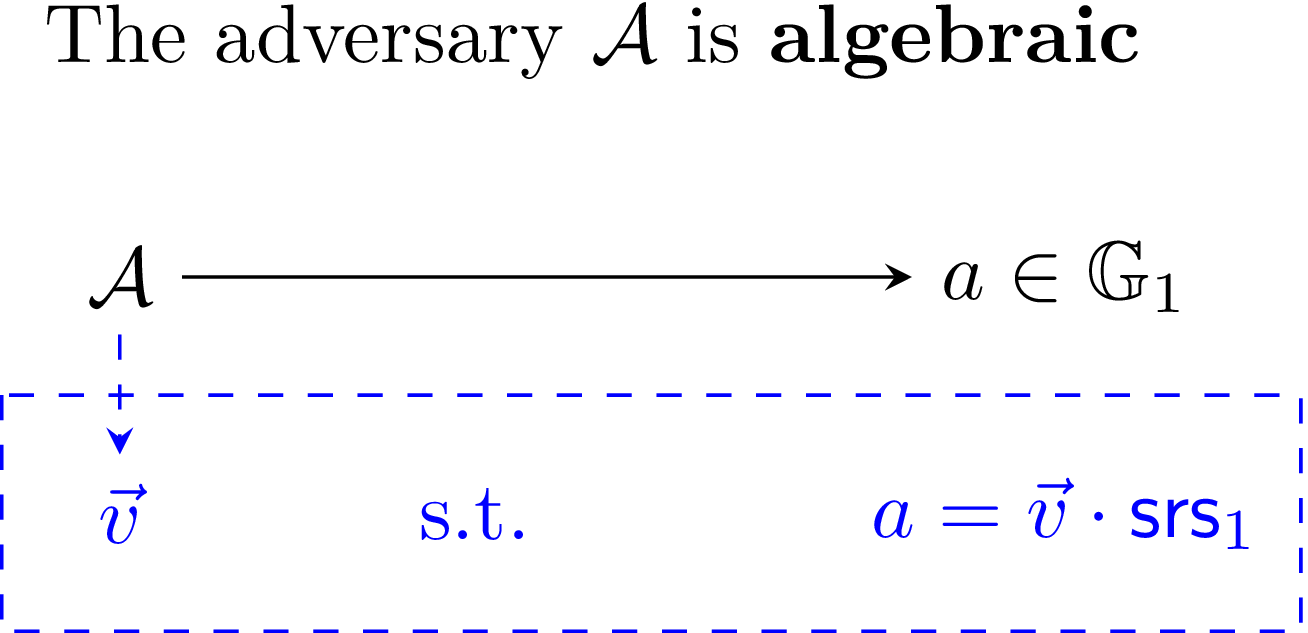 The adversary 𝒜 is algebraic
𝒜 a ∈ 𝔾₁
v⃗ s.t. a = v⃗ · srs₁